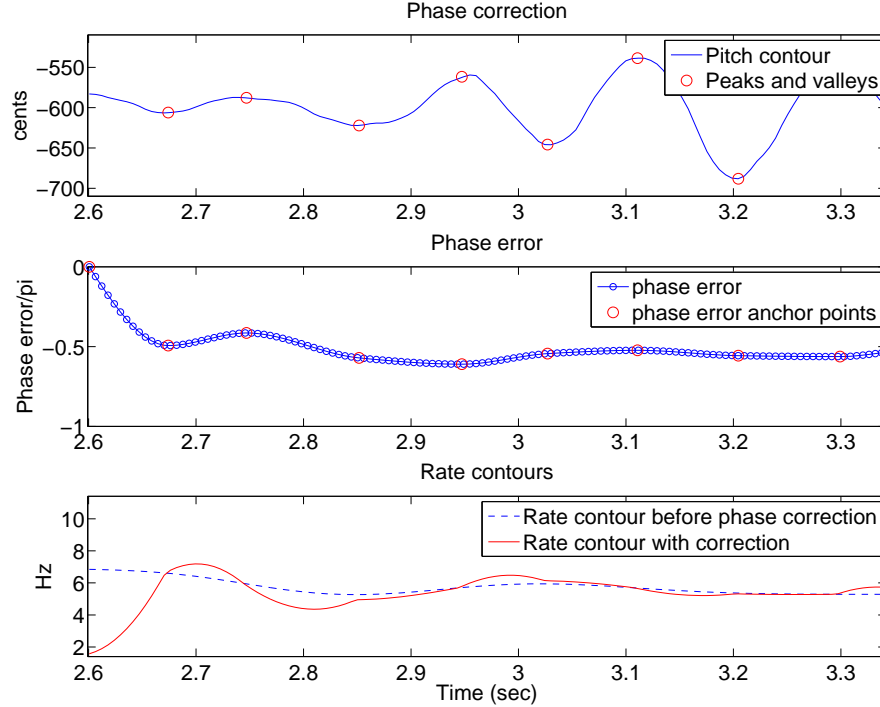 Phase correction
−550
−600
−650
−700
cents
Pitch contour
Peaks and valleys
2.6 2.7 2.8 2.9 3 3.1 3.2 3.3
Phase error
0
−0.5
−1
Phase error/pi
phase error
phase error anchor points
2.6 2.7 2.8 2.9 3 3.1 3.2 3.3
Rate contours
10
8
6
4
2
Hz
Rate contour before phase correction
Rate contour with correction
2.6 2.7 2.8 2.9 3 3.1 3.2 3.3
Time (sec)